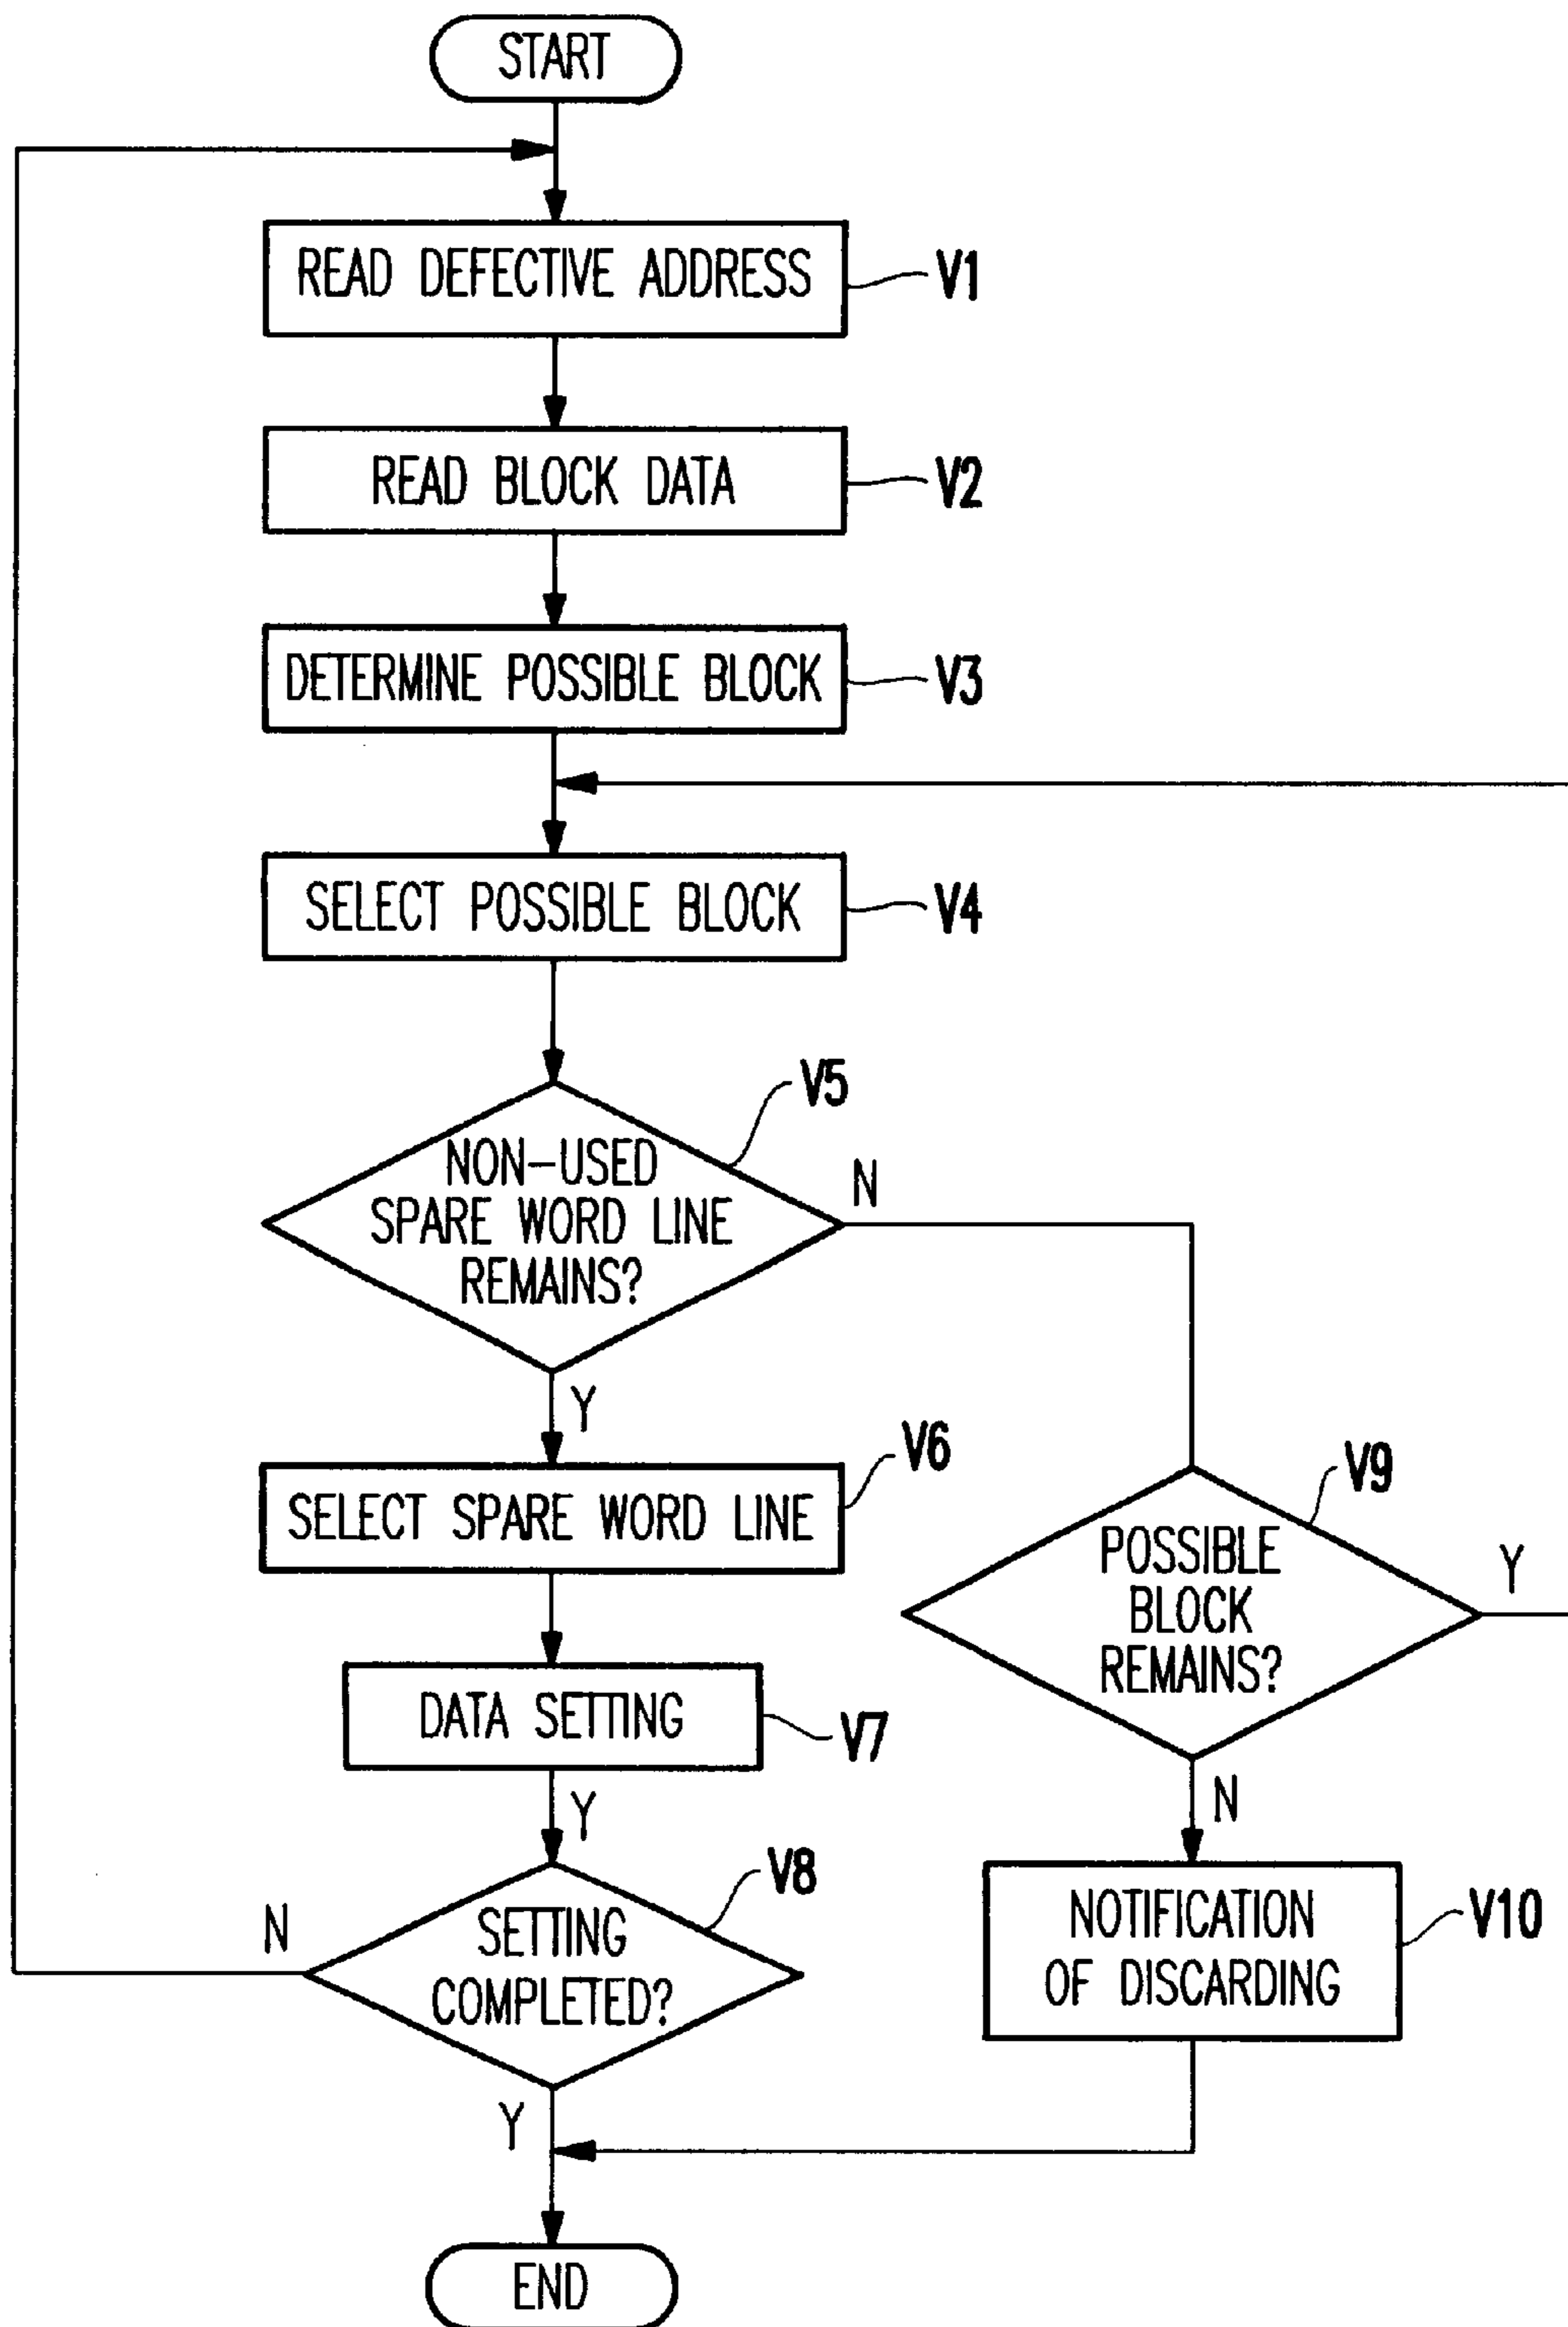 START
READ DEFECTIVE ADDRESS
V1
READ BLOCK DATA
V2
DETERMINE POSSIBLE BLOCK
V3
SELECT POSSIBLE BLOCK
V4
V5
NON-USED
SPARE WORD LINE
REMAINS?
N
Y
V6
SELECT SPARE WORD LINE
V9
POSSIBLE
BLOCK
REMAINS?
Y
DATA SETTING
V7
Y
N
V8
N
SETTING
COMPLETED?
NOTIFICATION
OF DISCARDING
V10
Y
END